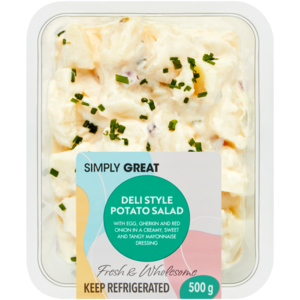 SIMPLY GREAT
DELI STYLE
POTATO SALAD
WITH EGG, GHERKIN AND RED
ONION IN A CREAMY, SWEET
AND TANGY MAYONNAISE
DRESSING
Fresh & Wholesome
KEEP REFRIGERATED
500 g